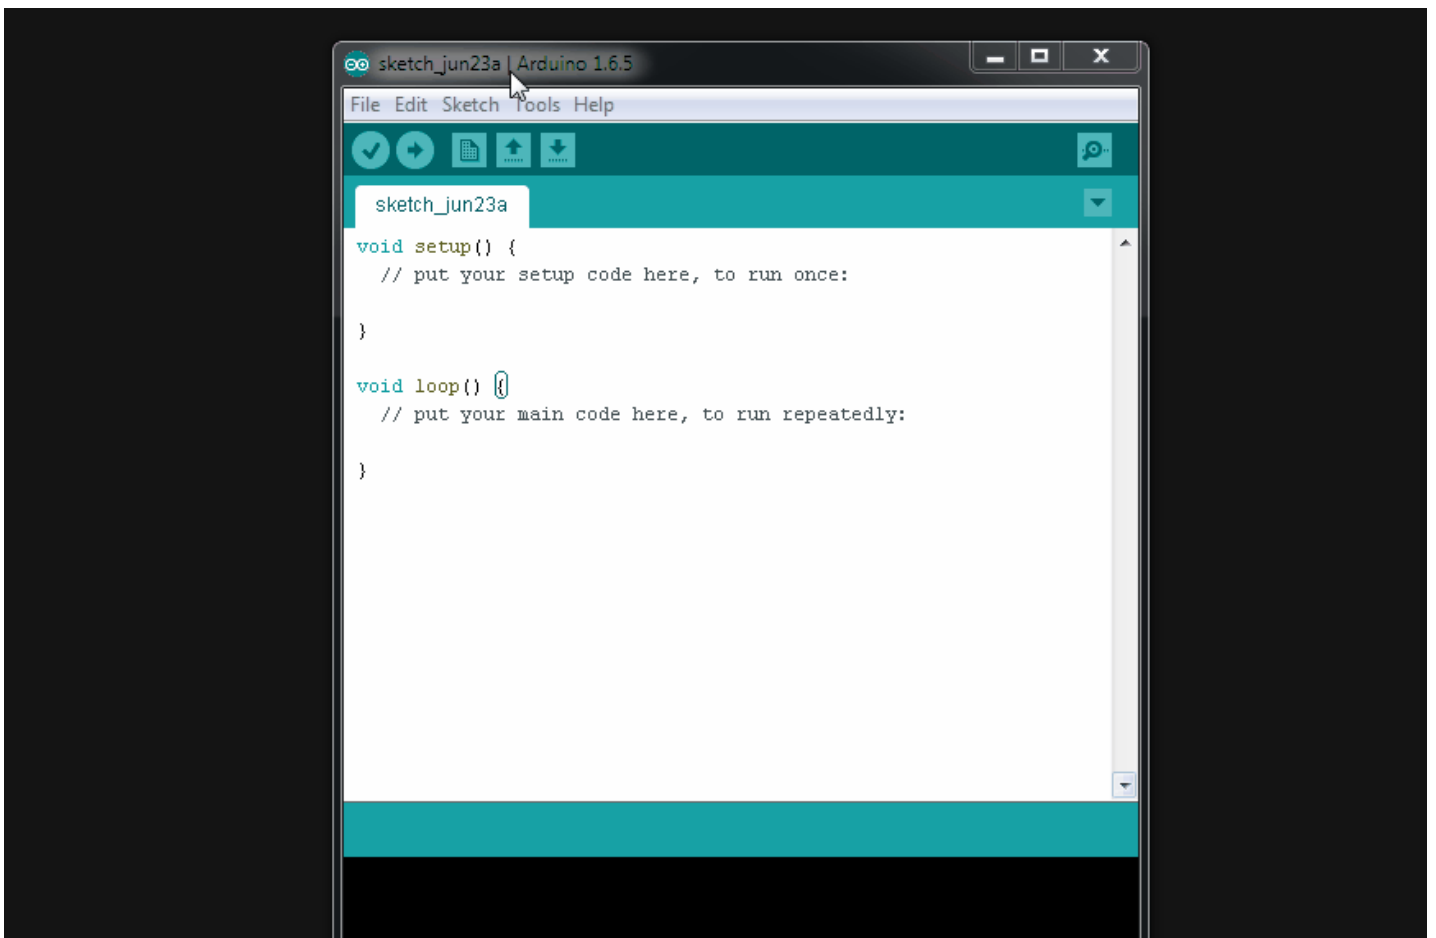 sketch_jun23a | Arduino 1.6.5
File Edit Sketch Tools Help
sketch_jun23a
void setup() {
  // put your setup code here, to run once:
}
void loop() {
  // put your main code here, to run repeatedly:
}